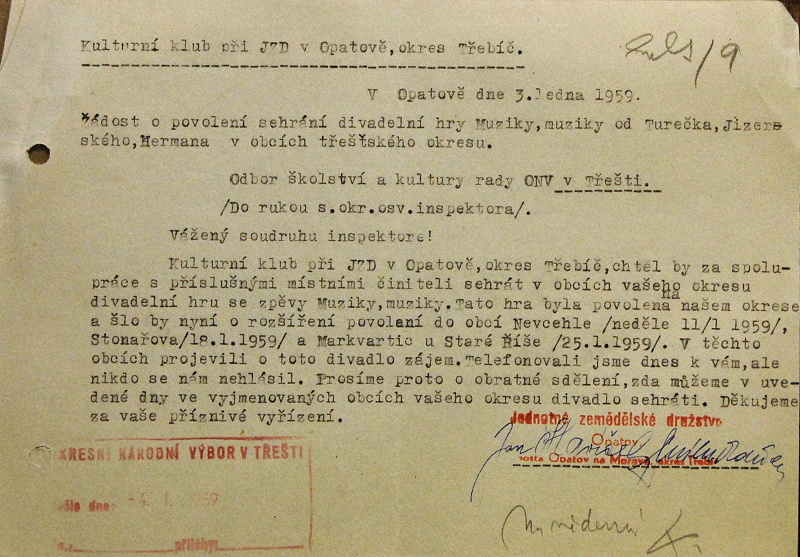 Kulturní klub při JZD v Opatově,okres Třebíč.
V Opatově dne 3.ledna 1959.
Žádost o povolení sehrání divadelní hry Muziky,muziky od Turečka,Jizer-
ského,Hermana v obcích třešťského okresu.
Odbor školství a kultury rady ONV v Třešti.
/Do rukou s.okr.osv.inspektora/.
Vážený soudruhu inspektore!
Kulturní klub při JZD v Opatově,okres Třebíč,chtěl by za spolu-
práce s příslušnými místními činiteli sehrát v obcích vašeho okresu
divadelní hru se zpěvy Muziky,muziky.Tato hra byla povolena na našem okrese
a šlo by nyní o rozšíření povolaní do obcí Nevcehle /neděle 11/1 1959/,
Stonařova/18.1.1959/ a Markvartic u Staré Říše /25.1.1959/. V těchto
obcích projevili o toto divadlo zájem.Telefonovali jsme dnes k vám,ale
nikdo se nám nehlásil. Prosíme proto o obratné sdělení,zda můžeme v uve-
dené dny ve vyjmenovaných obcích vašeho okresu divadlo sehráti. Děkujeme
za vaše příznivé vyřízení.
Jednotné zemědělské družstvo
Opatov
pošta Opatov na Moravě, okres Třebíč
KRESNÍ NÁRODNÍ VÝBOR V TŘEŠTI
šlo dne: -4. I. 1959
přílohy: